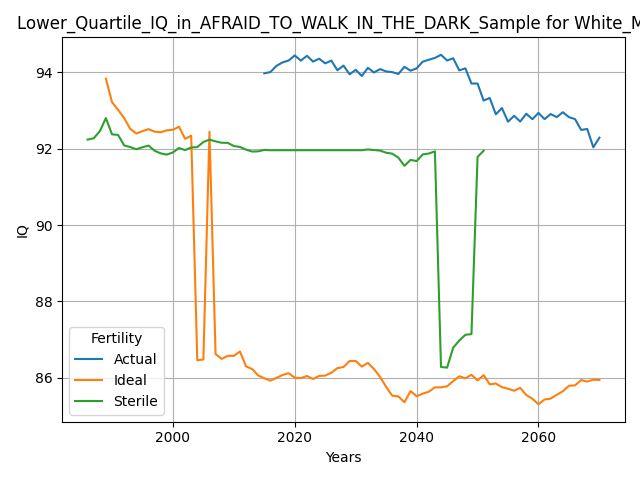 Lower_Quartile_IQ_in_AFRAID_TO_WALK_IN_THE_DARK_Sample for White_M
94
92
90
88
86
IQ
Fertility
Actual
Ideal
Sterile
2000
2020
2040
2060
Years